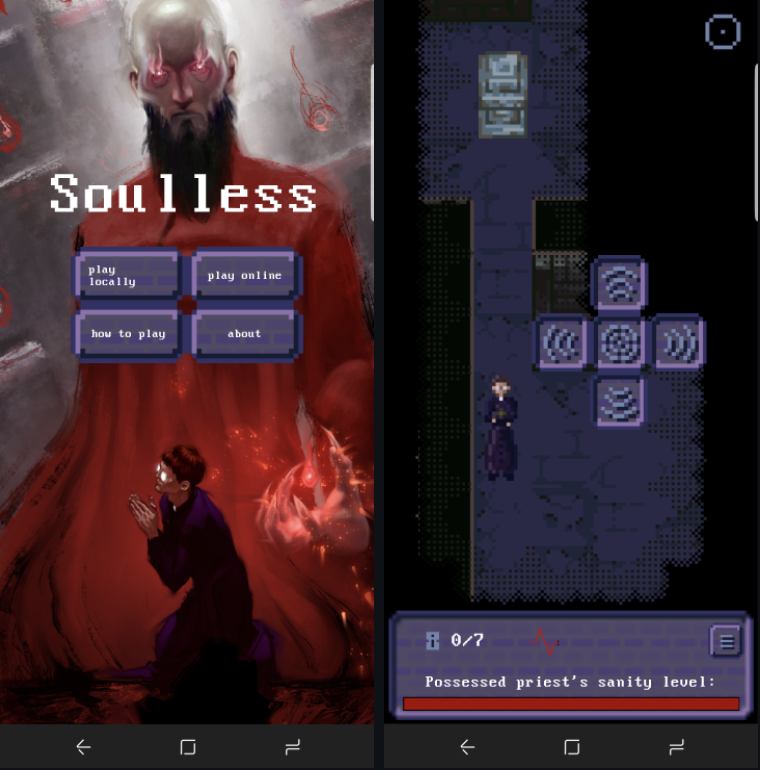 Soulless
play
locally
play online
how to play
about
0/7
Possessed priest's sanity level: